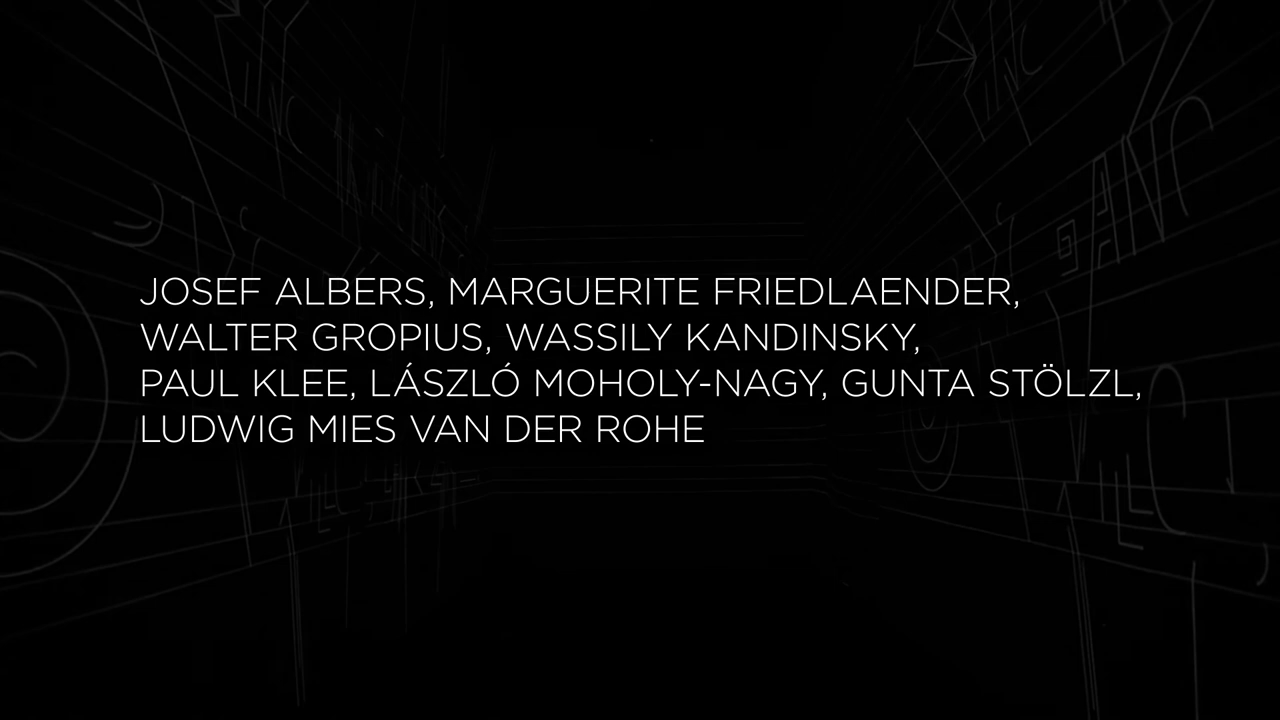 JOSEF ALBERS, MARGUERITE FRIEDLAENDER,
WALTER GROPIUS, WASSILY KANDINSKY,
PAUL KLEE, LÁSZLÓ MOHOLY-NAGY, GUNTA STÖLZL,
LUDWIG MIES VAN DER ROHE